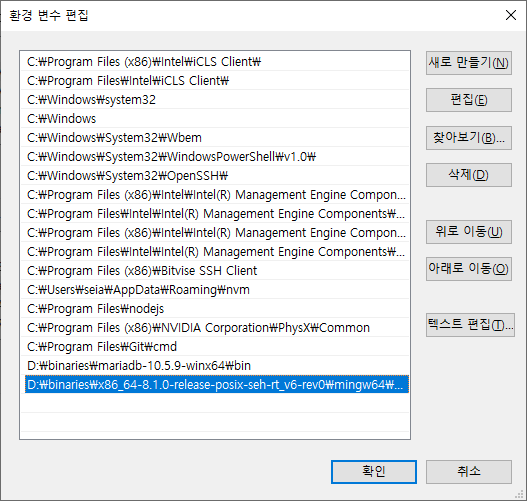 환경 변수 편집
C:₩Program Files (x86)₩Intel₩iCLS Client₩
C:₩Program Files₩Intel₩iCLS Client₩
C:₩Windows₩system32
C:₩Windows
C:₩Windows₩System32₩Wbem
C:₩Windows₩System32₩WindowsPowerShell₩v1.0₩
C:₩Windows₩System32₩OpenSSH₩
C:₩Program Files (x86)₩Intel₩Intel(R) Management Engine Compon...
C:₩Program Files₩Intel₩Intel(R) Management Engine Components₩...
C:₩Program Files (x86)₩Intel₩Intel(R) Management Engine Compon...
C:₩Program Files₩Intel₩Intel(R) Management Engine Components₩...
C:₩Program Files (x86)₩Bitvise SSH Client
C:₩Users₩seia₩AppData₩Roaming₩nvm
C:₩Program Files₩nodejs
C:₩Program Files (x86)₩NVIDIA Corporation₩PhysX₩Common
C:₩Program Files₩Git₩cmd
D:₩binaries₩mariadb-10.5.9-winx64₩bin
D:₩binaries₩x86_64-8.1.0-release-posix-seh-rt_v6-rev0₩mingw64₩...
새로 만들기(N)
편집(E)
찾아보기(B)...
삭제(D)
위로 이동(U)
아래로 이동(O)
텍스트 편집(T)...
확인
취소